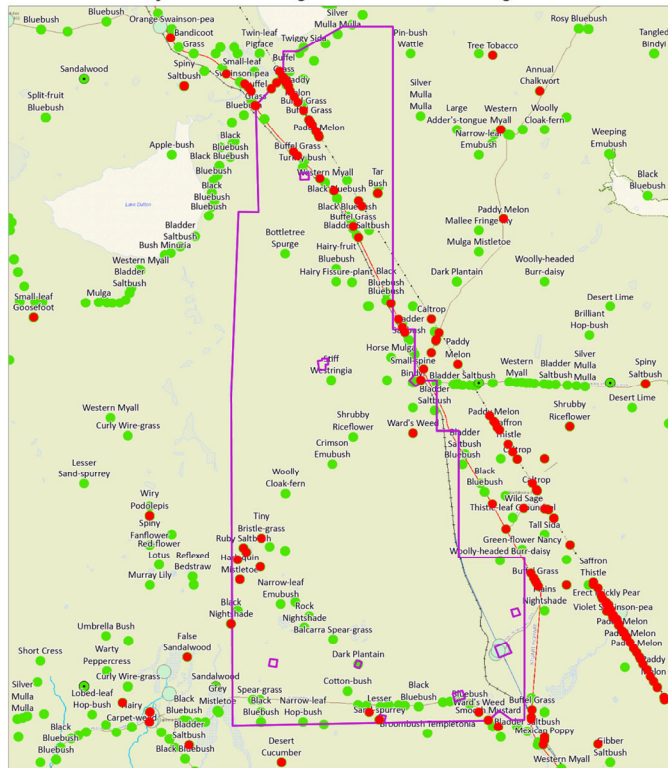 Bluebush
Bluebush
Orange Swainson-pea
Silver
Mulla Mulla
Rosy Bluebush
Bandicoot
Grass
Twin-leaf
Pigface
Twiggy Sida
Pin-bush
Wattle
Tree Tobacco
Tangled
Bindyi
Sandalwood
Spiny
Saltbush
Small-leaf
Swainson-pea
Buffel
Grass
Annual
Chalkwort
Split-fruit
Bluebush
Silver
Mulla
Mulla
Large
Adder's-tongue
Western
Myall
Woolly
Cloak-fern
Buffel Grass
Paddy Melon
Narrow-leaf
Emubush
Weeping
Emubush
Apple-bush
Black
Bluebush
Black Bluebush
Buffel Grass
Turkey-bush
Western Myall
Tar
Bush
Black
Bluebush
Black
Bluebush
Black Bluebush
Black Bluebush
Buffel Grass
Bladder Saltbush
Paddy Melon
Mallee Fringe Lily
Mulga Mistletoe
Lake Dutton
Bladder
Saltbush
Bush Minuria
Bottletree
Spurge
Hairy-fruit
Bluebush
Western Myall
Bladder
Saltbush
Mulga
Hairy Fissure-plant
Black
Bluebush
Bluebush
Dark Plantain
Woolly-headed
Burr-daisy
Small-leaf
Goosefoot
Caltrop
Bladder
Saltbush
Desert Lime
Brilliant
Hop-bush
Horse Mulga
Paddy
Melon
Stiff
Westringia
Small-spine
Bladder Saltbush
Western
Myall
Bladder
Saltbush
Silver
Mulla
Mulla
Spiny
Saltbush
Bladder
Saltbush
Western Myall
Curly Wire-grass
Shrubby
Riceflower
Ward's Weed
Paddy Melon
Saffron
Thistle
Shrubby
Riceflower
Desert Lime
Crimson
Emubush
Bladder
Saltbush
Bluebush
Caltrop
Lesser
Sand-spurrey
Woolly
Cloak-fern
Black
Bluebush
Caltrop
Wiry
Podolepis
Wild Sage
Spiny
Fanflower
Red-flower
Lotus
Tiny
Bristle-grass
Ruby Saltbush
Tall Sida
Green-flower Nancy
Woolly-headed Burr-daisy
Reflexed
Bedstraw
Murray Lily
Harlequin
Mistletoe
Narrow-leaf
Emubush
Buffel Grass
Plains
Nightshade
Saffron
Thistle
Erect Prickly Pear
Violet Swainson-pea
Black
Nightshade
Rock
Nightshade
Balcarra Spear-grass
Paddy Melon
Paddy Melon
Umbrella Bush
False
Sandalwood
Short Cress
Warty
Peppercress
Dark Plantain
Paddy
Melon
Curly Wire-grass
Sandalwood
Grey
Mistletoe
Cotton-bush
Silver
Mulla
Mulla
Lobed-leaf
Hop-bush
Hairy
Carpet-weed
Black
Bluebush
Spear-grass
Black
Bluebush
Narrow-leaf
Hop-bush
Lesser
Black
Bluebush
Bluebush
Ward's Weed
Smooth Mustard
Buffel Grass
Bladder Saltbush
Broombush Templetonia
Mexican Poppy
Black
Bluebush
Bladder
Saltbush
Black Bluebush
Black
Bluebush
Desert
Cucumber
Western Myall
Gibber
Saltbush